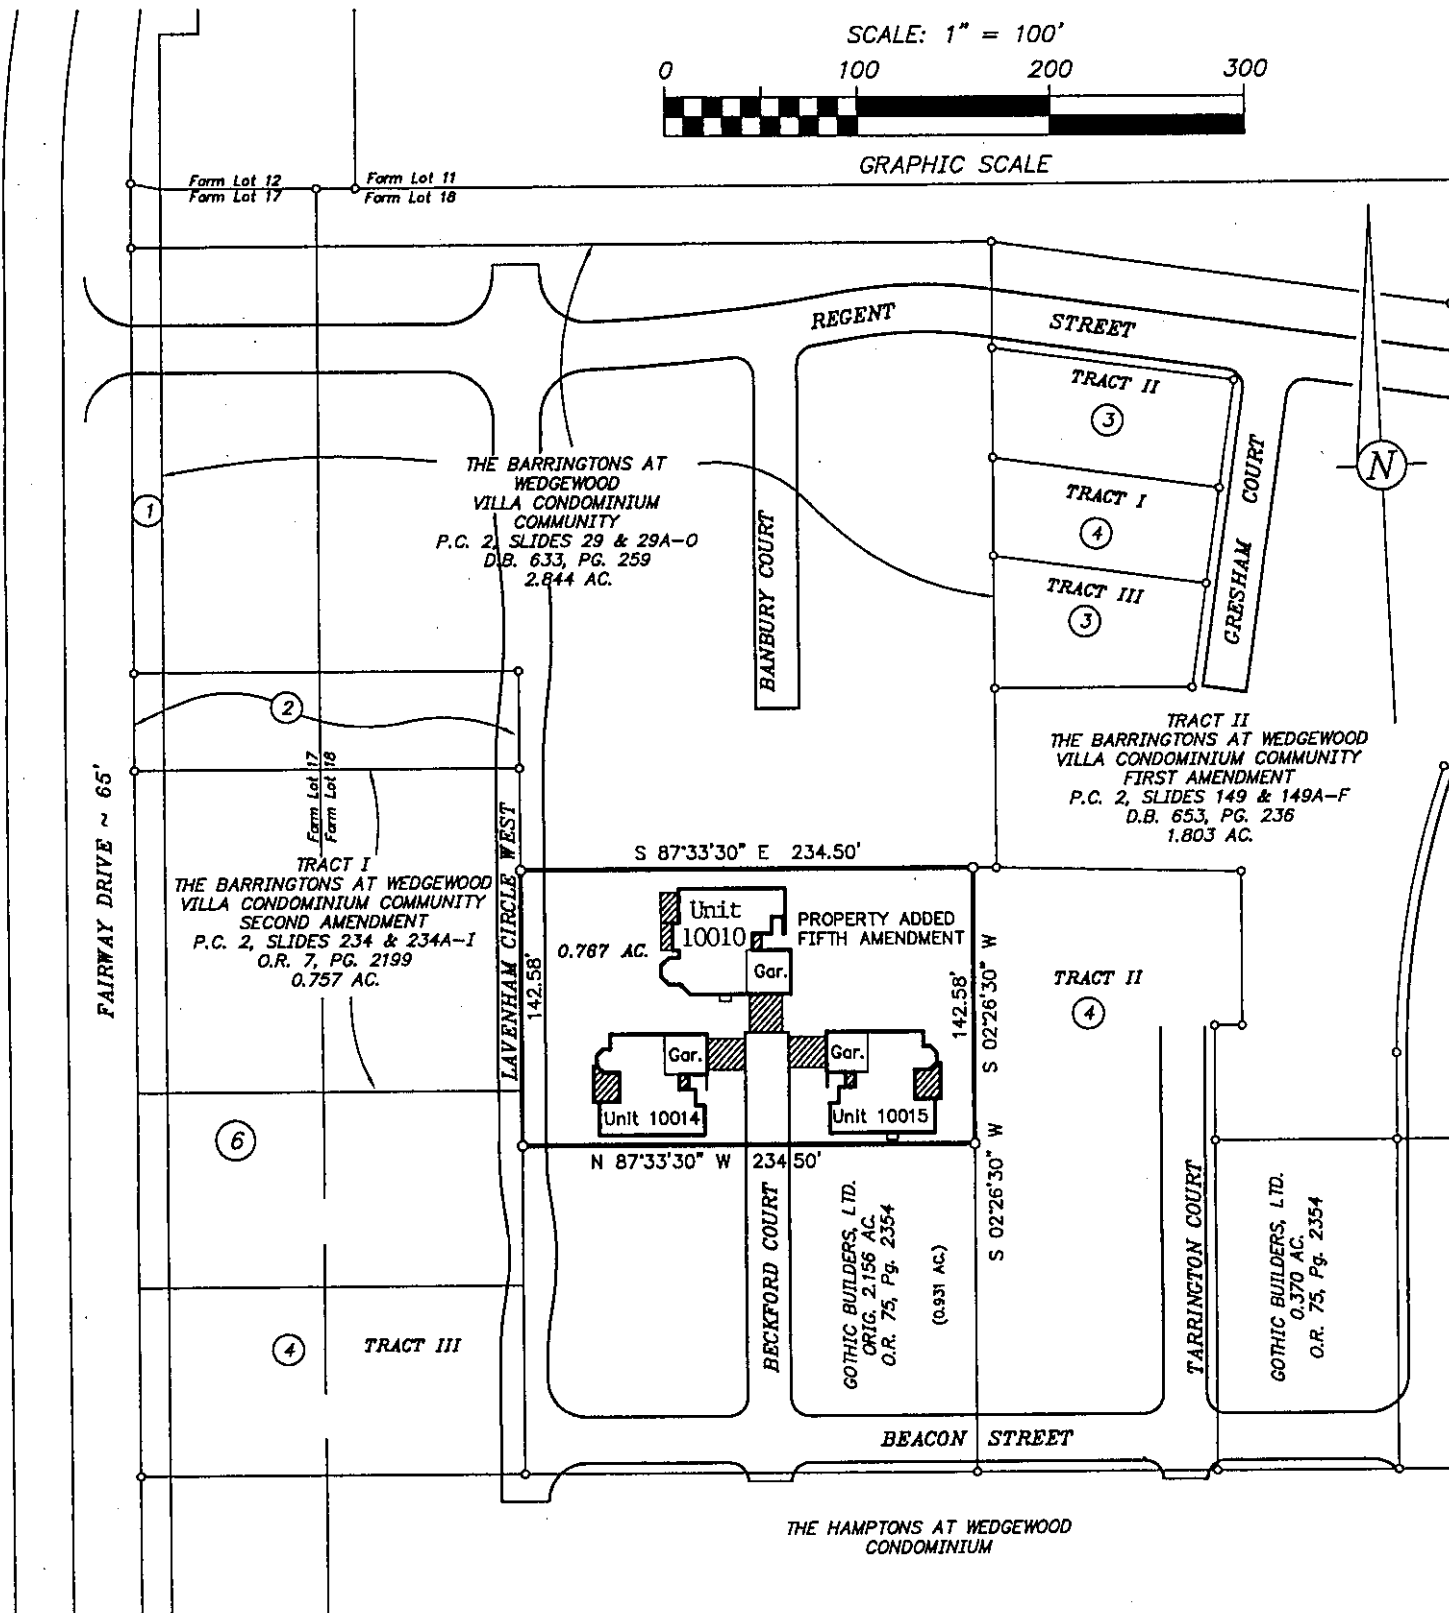 SCALE: 1" = 100'
0 100 200 300
GRAPHIC SCALE
Farm Lot 12
Farm Lot 17
Farm Lot 11
Farm Lot 18
REGENT STREET
TRACT II
3
TRACT I
4
TRACT III
3
GRESHAM COURT
N
1
THE BARRINGTONS AT
WEDGEWOOD
VILLA CONDOMINIUM
COMMUNITY
P.C. 2, SLIDES 29 & 29A-O
D.B. 633, PG. 259
2.844 AC.
BANBURY COURT
2
Farm Lot 17
Farm Lot 18
TRACT II
THE BARRINGTONS AT WEDGEWOOD
VILLA CONDOMINIUM COMMUNITY
FIRST AMENDMENT
P.C. 2, SLIDES 149 & 149A-F
D.B. 653, PG. 236
1.803 AC.
FAIRWAY DRIVE ~ 65'
TRACT I
THE BARRINGTONS AT WEDGEWOOD
VILLA CONDOMINIUM COMMUNITY
SECOND AMENDMENT
P.C. 2, SLIDES 234 & 234A-I
O.R. 7, PG. 2199
0.757 AC.
LAVENHAM CIRCLE WEST
S 87°33'30" E 234.50'
142.58'
0.767 AC.
Unit
10010
Gar.
PROPERTY ADDED
FIFTH AMENDMENT
142.58'
S 02°26'30" W
Gar.
Unit 10014
Gar.
Unit 10015
TRACT II
4
N 87°33'30" W 234.50'
S 02°26'30" W
6
4
TRACT III
BECKFORD COURT
GOTHIC BUILDERS, LTD.
ORIG. 2.156 AC.
O.R. 75, Pg. 2354
(0.931 AC.)
TARRINGTON COURT
GOTHIC BUILDERS, LTD.
0.370 AC.
O.R. 75, Pg. 2354
BEACON STREET
THE HAMPTONS AT WEDGEWOOD
CONDOMINIUM